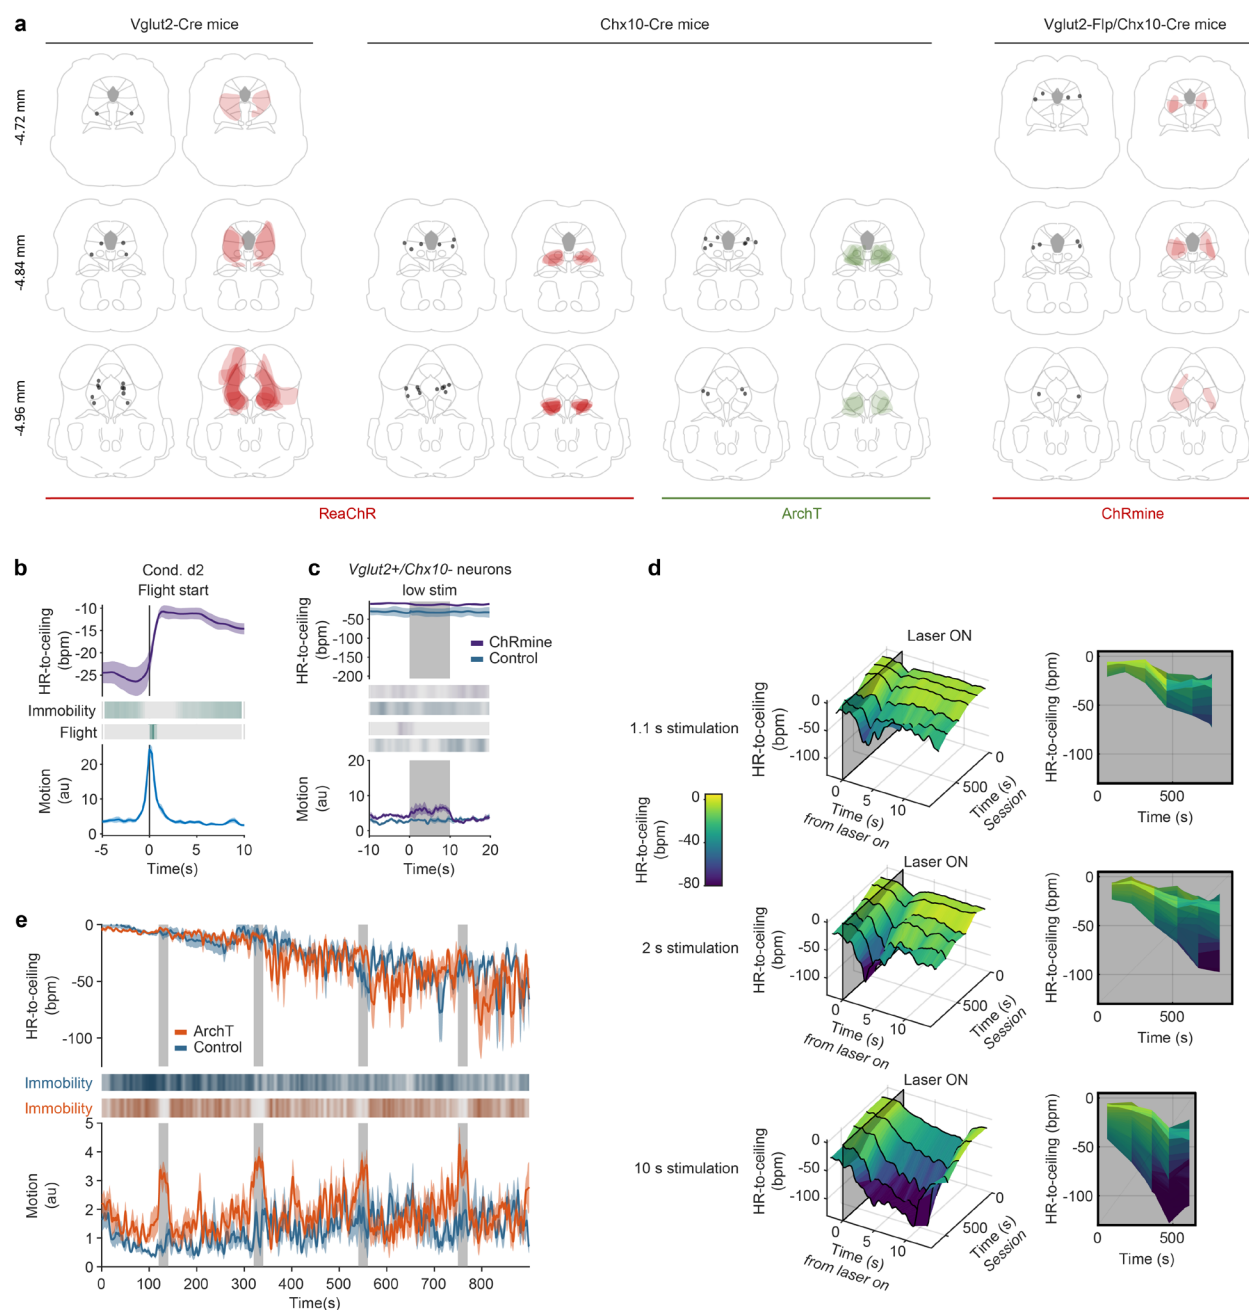 a
Vglut2-Cre mice
Chx10-Cre mice
Vglut2-Flp/Chx10-Cre mice
-4.72 mm
-4.84 mm
-4.96 mm
ReaChR
ArchT
ChRmine
b
Cond. d2
Flight start
HR-to-ceiling
(bpm)
-10
-15
-20
-25
Immobility
Flight
Motion
(au)
20
10
0
-5
0
5
10
Time(s)
c
Vglut2+/Chx10- neurons
low stim
HR-to-ceiling
(bpm)
-50
-100
-150
-200
ChRmine
Control
Motion
(au)
20
10
0
-10
0
10
20
Time(s)
d
Laser ON
1.1 s stimulation
HR-to-ceiling
(bpm)
0
-50
-100
0
5
10
Time (s)
from laser on
0
500
Time (s)
Session
HR-to-ceiling (bpm)
0
-50
-100
0
500
Time (s)
HR-to-ceiling
(bpm)
0
-40
-80
Laser ON
2 s stimulation
HR-to-ceiling
(bpm)
0
-50
-100
0
5
10
Time (s)
from laser on
0
500
Time (s)
Session
HR-to-ceiling (bpm)
0
-50
-100
0
500
Time (s)
Laser ON
10 s stimulation
HR-to-ceiling
(bpm)
0
-50
-100
0
5
10
Time (s)
from laser on
0
500
Time (s)
Session
HR-to-ceiling (bpm)
0
-50
-100
0
500
Time (s)
e
HR-to-ceiling
(bpm)
0
-50
-100
ArchT
Control
Immobility
Immobility
Motion
(au)
5
4
3
2
1
0
0
100
200
300
400
500
600
700
800
Time(s)